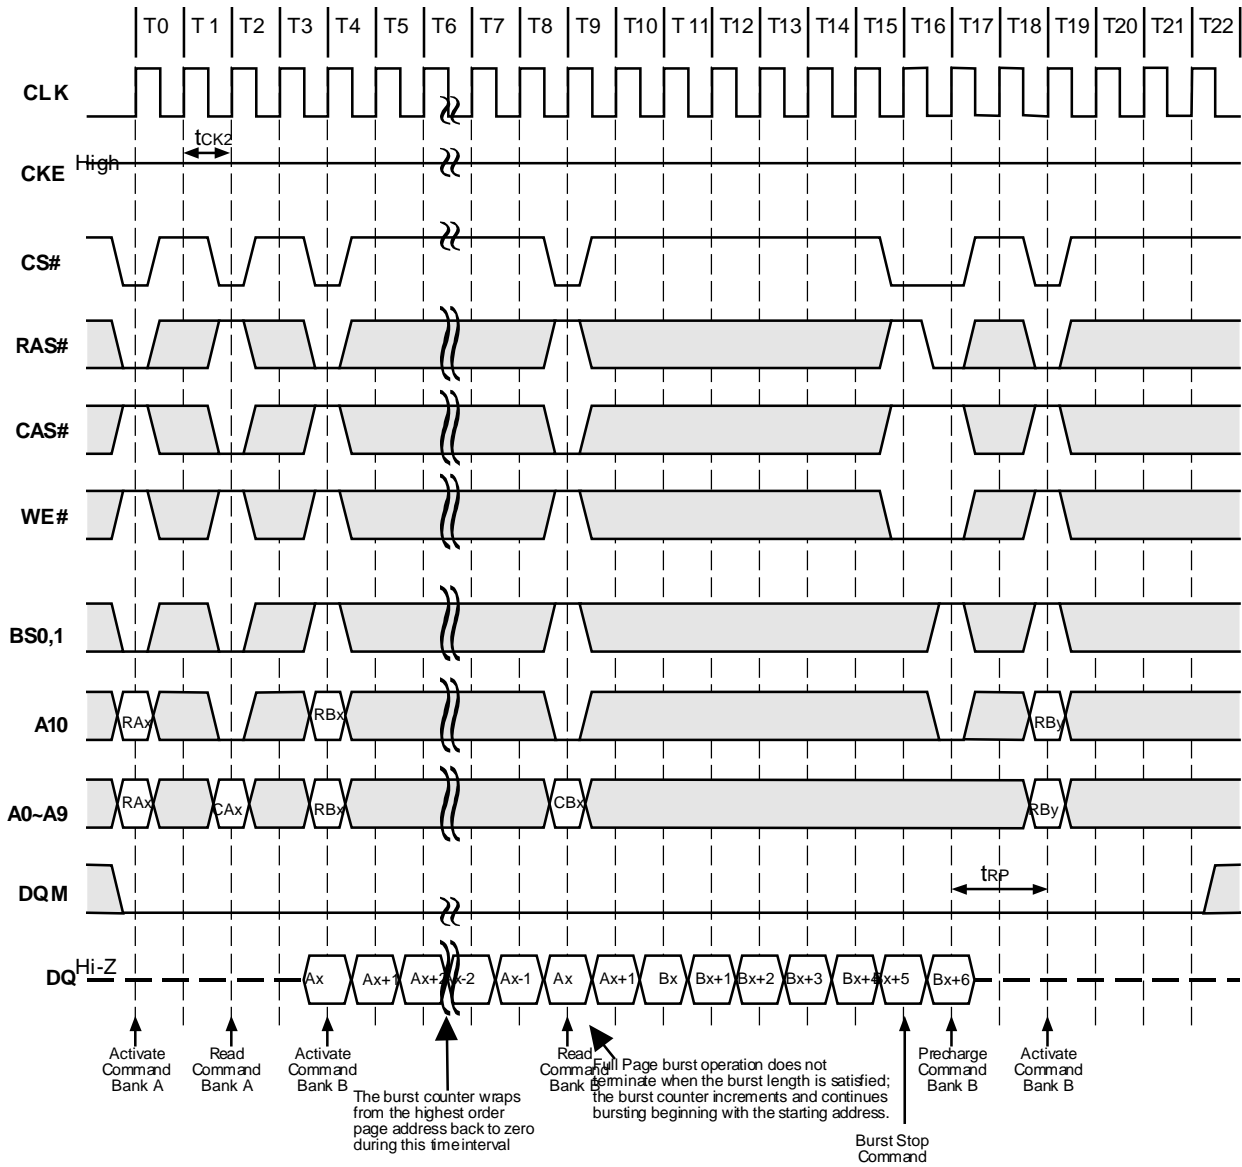 T0 T1 T2 T3 T4 T5 T6 T7 T8 T9 T10 T11 T12 T13 T14 T15 T16 T17 T18 T19 T20 T21 T22
CLK
tCK2
High
CKE
CS#
RAS#
CAS#
WE#
BS0,1
A10 RAx RBx RBy
A0~A9 RAx CAx RBx CBx RBy
DQM tRP
DQ Hi-Z Ax Ax+1 Ax+2 Ax-2 Ax-1 Ax Ax+1 Bx Bx+1 Bx+2 Bx+3 Bx+4 Bx+5 Bx+6
Activate
Command
Bank A
Read
Command
Bank A
Activate
Command
Bank B
The burst counter wraps
from the highest order
page address back to zero
during this time interval
Read
Command
Bank B
Full Page burst operation does not
terminate when the burst length is satisfied;
the burst counter increments and continues
bursting beginning with the starting address.
Burst Stop
Command
Precharge
Command
Bank B
Activate
Command
Bank B